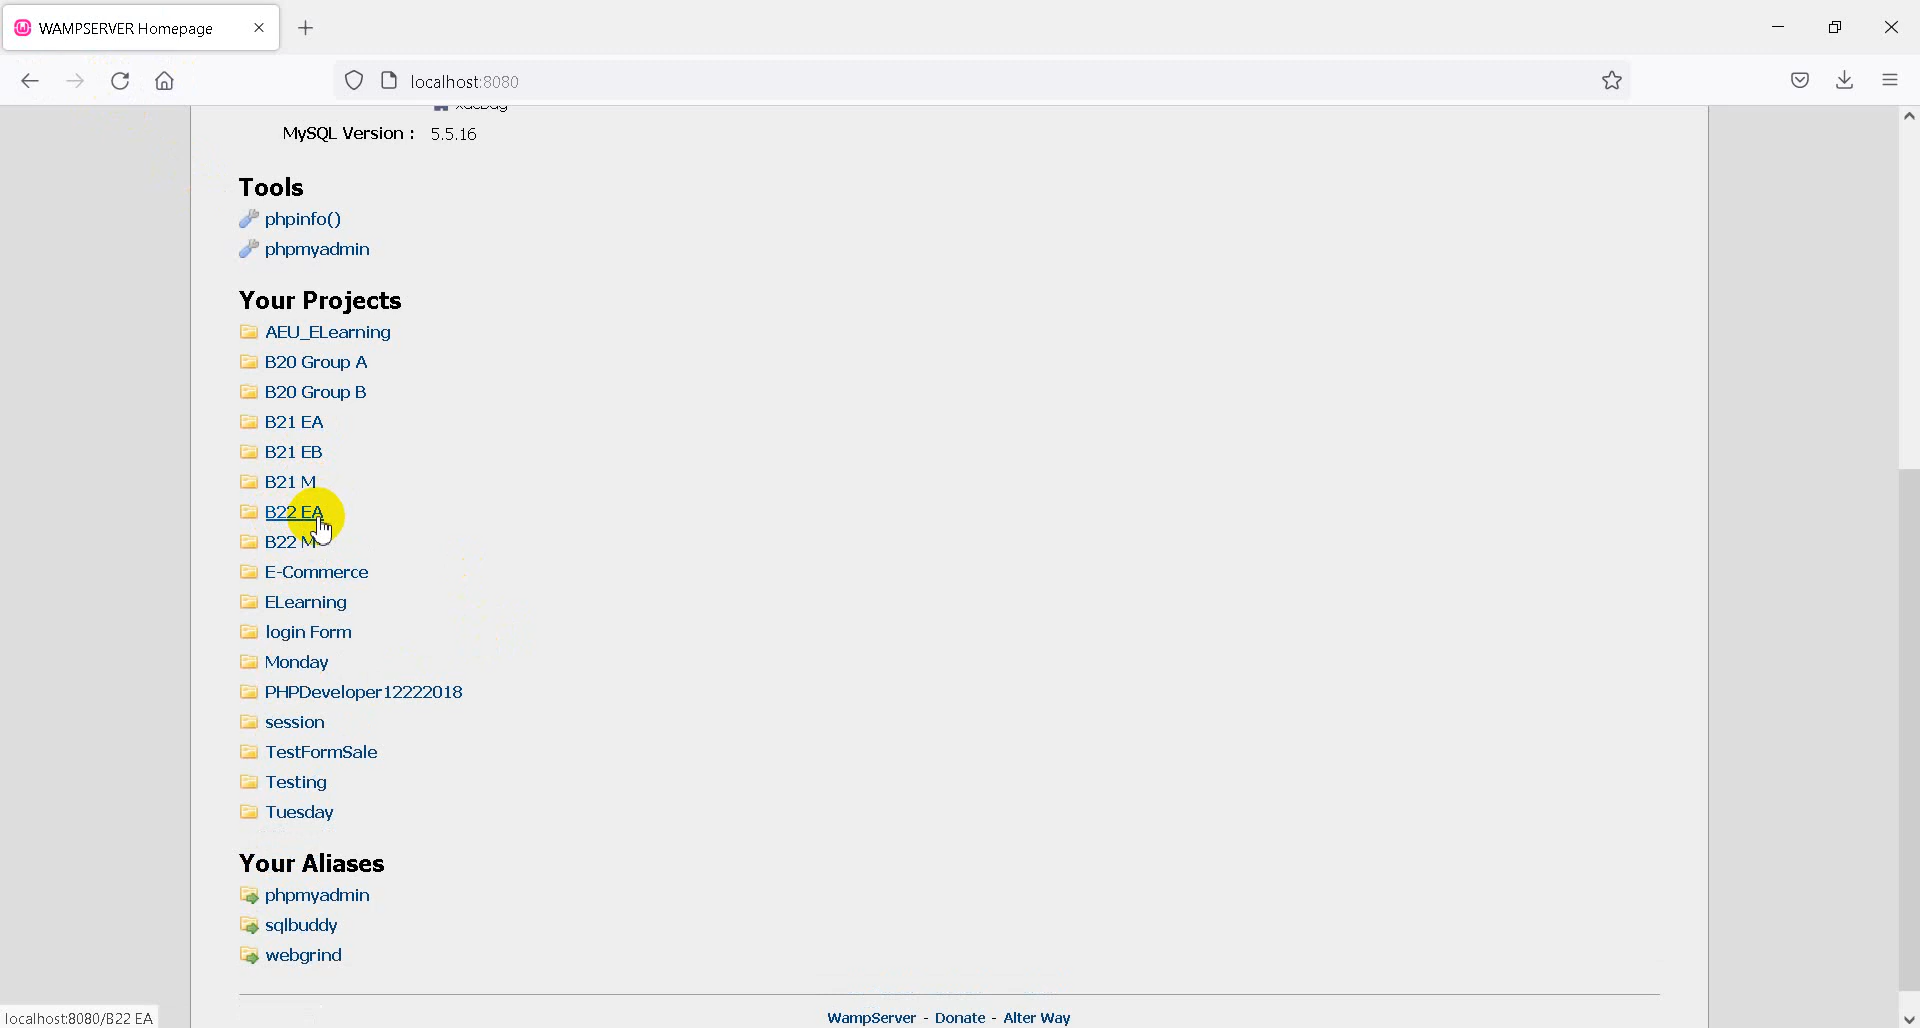 WAMPSERVER Homepage
localhost:8080
MySQL Version : 5.5.16
Tools
phpinfo()
phpmyadmin
Your Projects
AEU_ELearning
B20 Group A
B20 Group B
B21 EA
B21 EB
B21 M
B22 EA
B22 M
E-Commerce
ELearning
login Form
Monday
PHPDeveloper12222018
session
TestFormSale
Testing
Tuesday
Your Aliases
phpmyadmin
sqlbuddy
webgrind
WampServer - Donate - Alter Way
localhost:8080/B22 EA